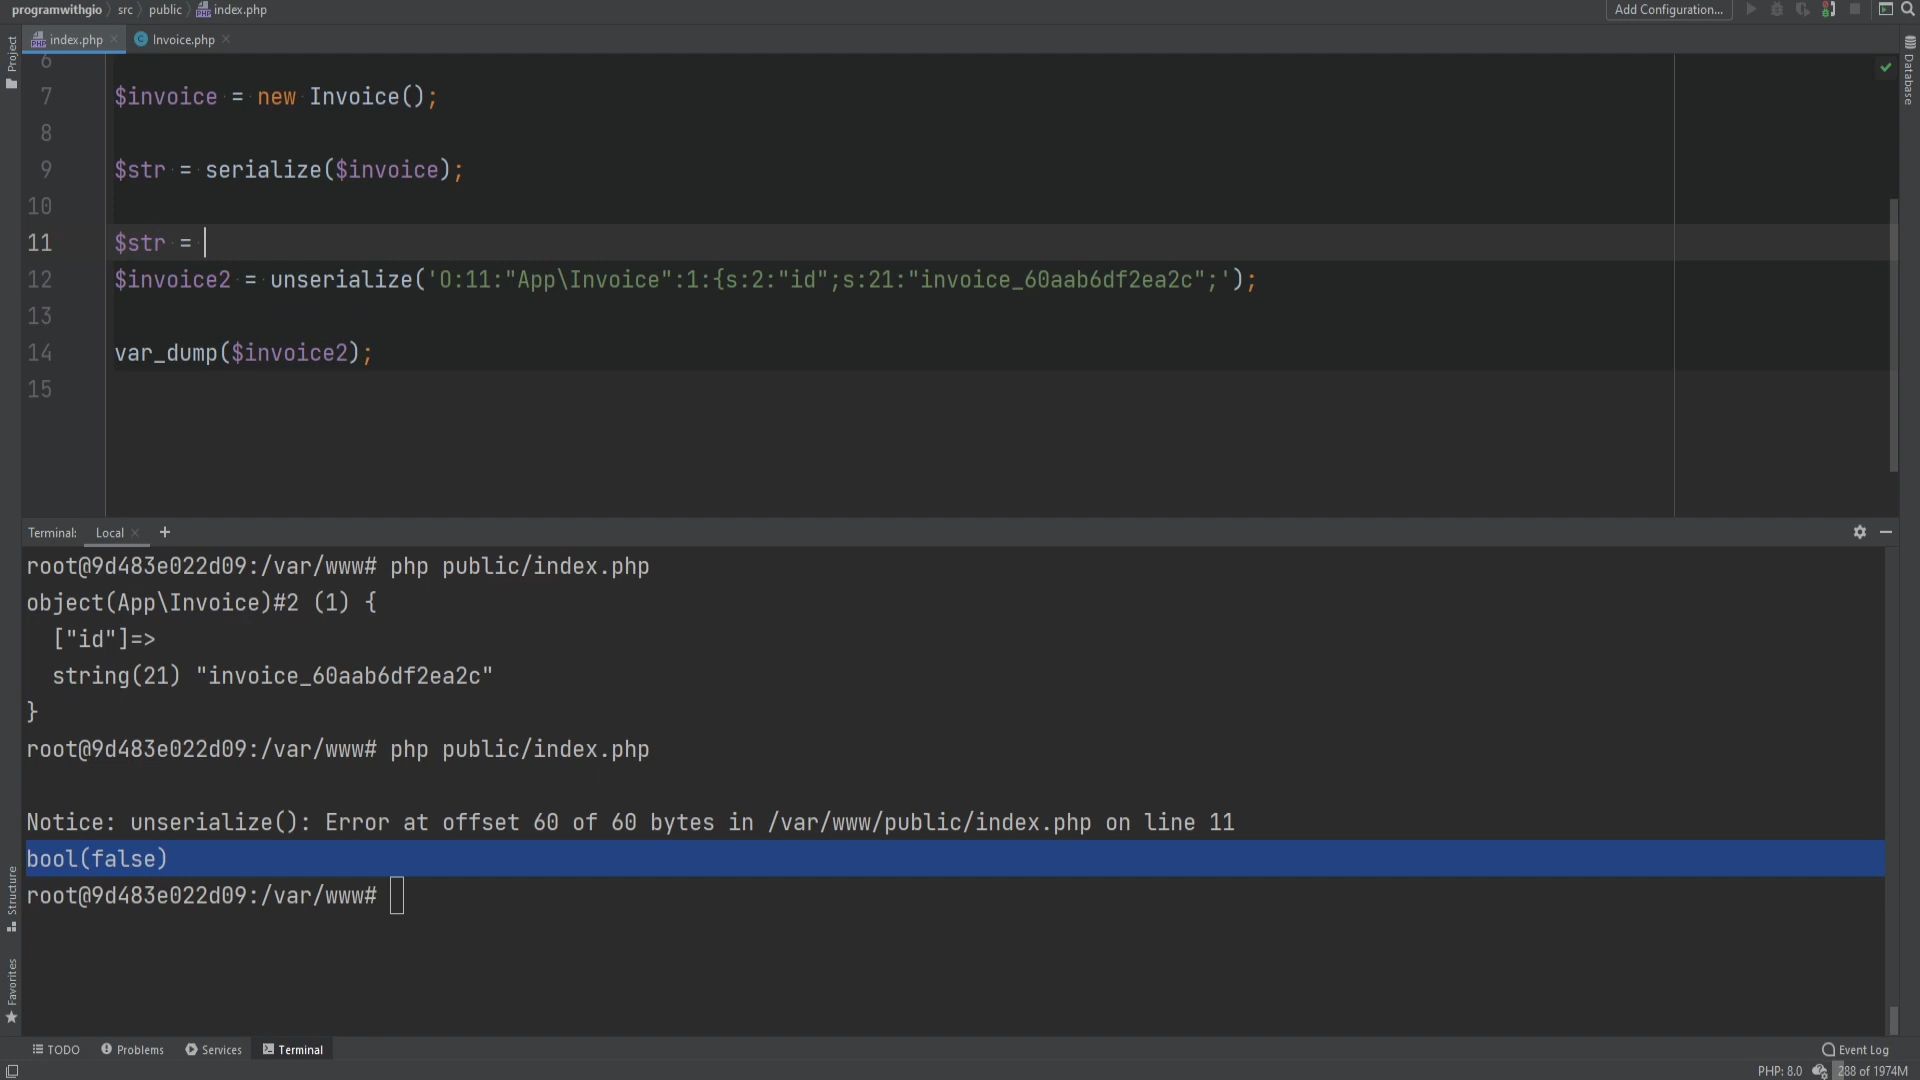 programwithgio
src
public
index.php
Add Configuration...
index.php
Invoice.php
Project
Database
6
7 $invoice = new Invoice();
8
9 $str = serialize($invoice);
10
11 $str =
12 $invoice2 = unserialize('O:11:"App\Invoice":1:{s:2:"id";s:21:"invoice_60aab6df2ea2c";');
13
14 var_dump($invoice2);
15
Terminal: Local +
root@9d483e022d09:/var/www# php public/index.php
object(App\Invoice)#2 (1) {
["id"]=>
string(21) "invoice_60aab6df2ea2c"
}
root@9d483e022d09:/var/www# php public/index.php
Notice: unserialize(): Error at offset 60 of 60 bytes in /var/www/public/index.php on line 11
bool(false)
root@9d483e022d09:/var/www#
Structure
Favorites
TODO
Problems
Services
Terminal
Event Log
PHP: 8.0
288 of 1974M